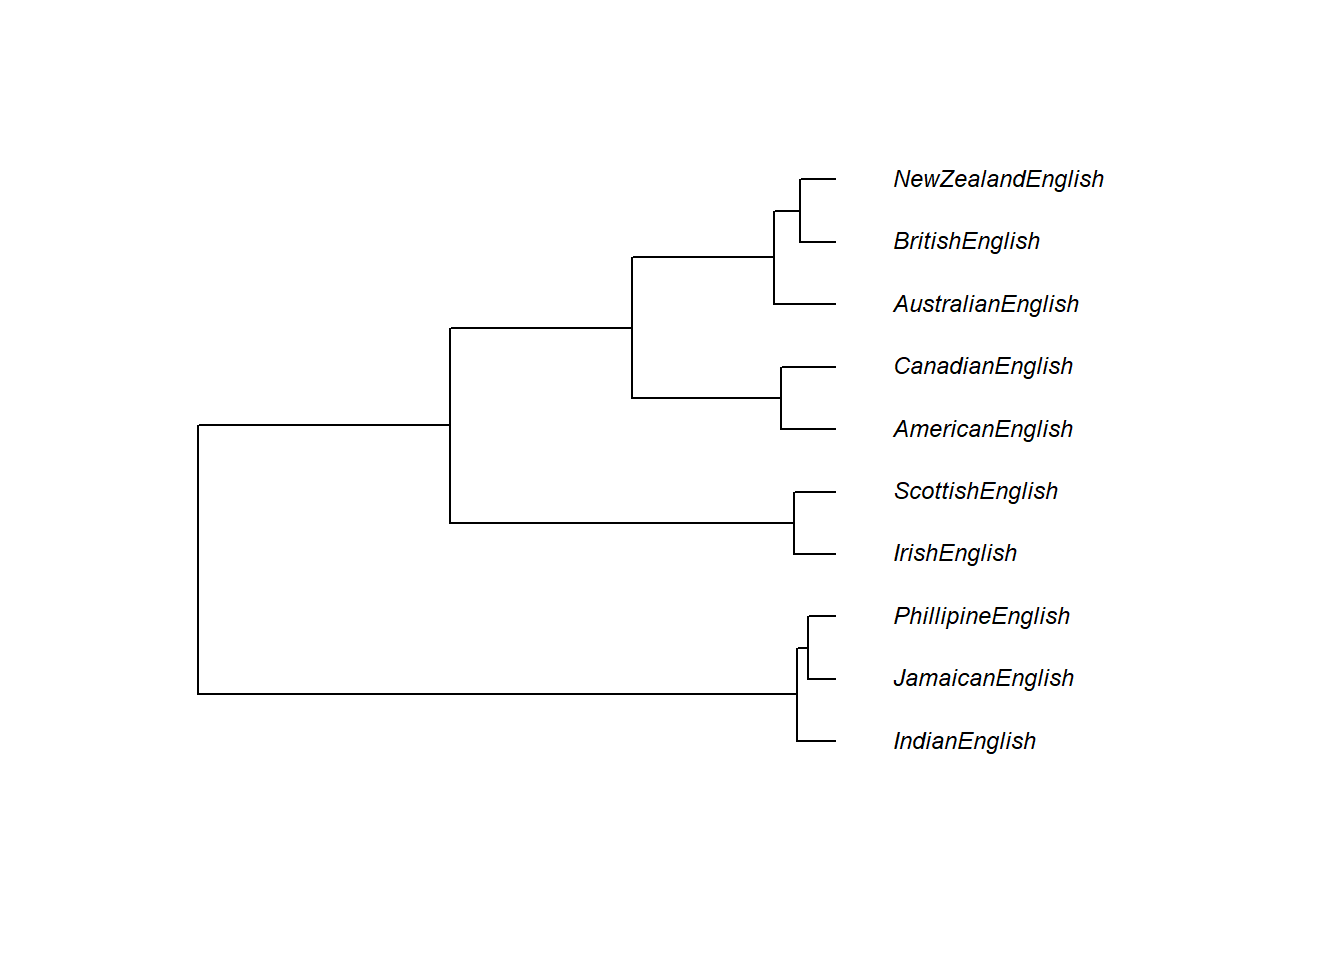 NewZealandEnglish
BritishEnglish
AustralianEnglish
CanadianEnglish
AmericanEnglish
ScottishEnglish
IrishEnglish
PhillipineEnglish
JamaicanEnglish
IndianEnglish